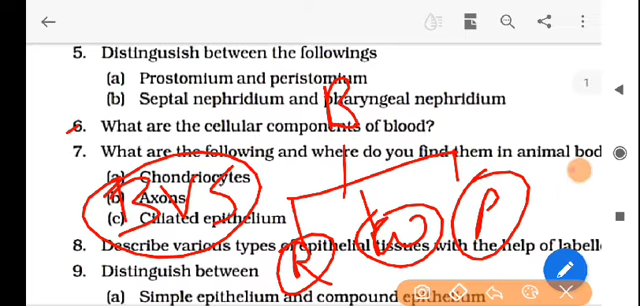 5. Distingusish between the followings
(a) Prostomium and peristomium
(b) Septal nephridium and pharyngeal nephridium
B
6. What are the cellular components of blood?
7. What are the following and where do you find them in animal bod
(a) Chondriocytes
(b) Axons
(c) Ciliated epithelium
R W P
8. Describe various types of epithelial tissues with the help of labelle
9. Distinguish between
(a) Simple epithelium and compound epithelium
1